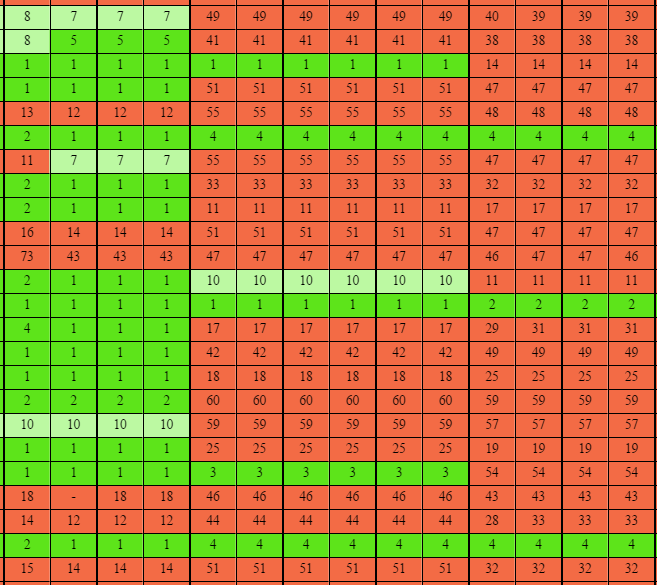 8 7 7 7 49 49 49 49 49 49 40 39 39 39
8 5 5 5 41 41 41 41 41 41 38 38 38 38
1 1 1 1 1 1 1 1 1 1 14 14 14 14
1 1 1 1 51 51 51 51 51 51 47 47 47 47
13 12 12 12 55 55 55 55 55 55 48 48 48 48
2 1 1 1 4 4 4 4 4 4 4 4 4 4
11 7 7 7 55 55 55 55 55 55 47 47 47 47
2 1 1 1 33 33 33 33 33 33 32 32 32 32
2 1 1 1 11 11 11 11 11 11 17 17 17 17
16 14 14 14 51 51 51 51 51 51 47 47 47 47
73 43 43 43 47 47 47 47 47 47 46 47 47 46
2 1 1 1 10 10 10 10 10 10 11 11 11 11
1 1 1 1 1 1 1 1 1 1 2 2 2 2
4 1 1 1 17 17 17 17 17 17 29 31 31 31
1 1 1 1 42 42 42 42 42 42 49 49 49 49
1 1 1 1 18 18 18 18 18 18 25 25 25 25
2 2 2 2 60 60 60 60 60 60 59 59 59 59
10 10 10 10 59 59 59 59 59 59 57 57 57 57
1 1 1 1 25 25 25 25 25 25 19 19 19 19
1 1 1 1 3 3 3 3 3 3 54 54 54 54
18 - 18 18 46 46 46 46 46 46 43 43 43 43
14 12 12 12 44 44 44 44 44 44 28 33 33 33
2 1 1 1 4 4 4 4 4 4 4 4 4 4
15 14 14 14 51 51 51 51 51 51 32 32 32 32